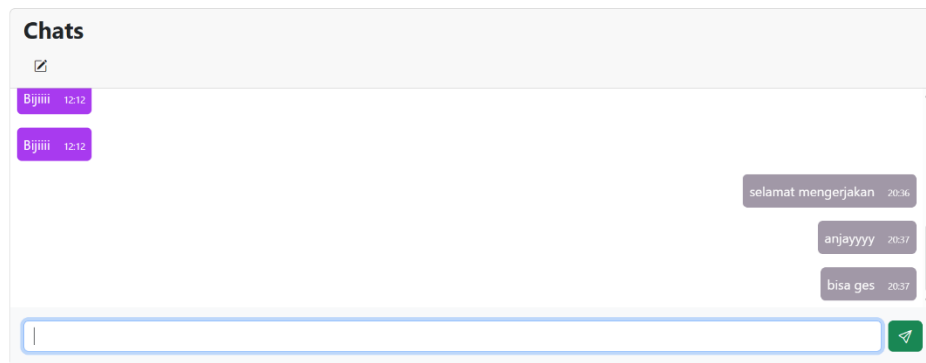 Chats
Bijiiii 12:12
Bijiiii 12:12
selamat mengerjakan 20:36
anjayyyy 20:37
bisa ges 20:37